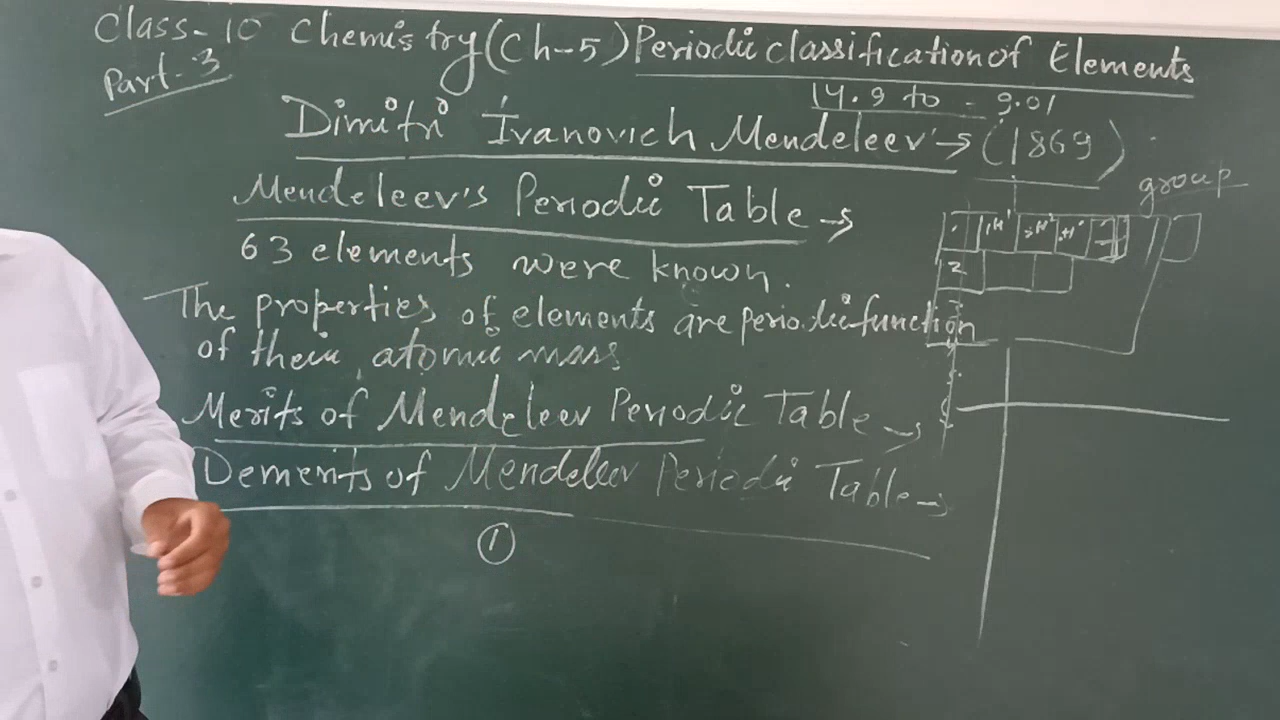 Class-10 Chemistry (Ch-5) Periodic classification of Elements
Part-3
14.9 to - 9.01
Dimitri Ivanovich Mendeleev's → (1869)
group
Mendeleev's Periodic Table →
63 elements were known.
2
The properties of elements are periodic function
of their atomic mass
Merits of Mendeleev Periodic Table →
Demerits of Mendeleev Periodic Table →
①